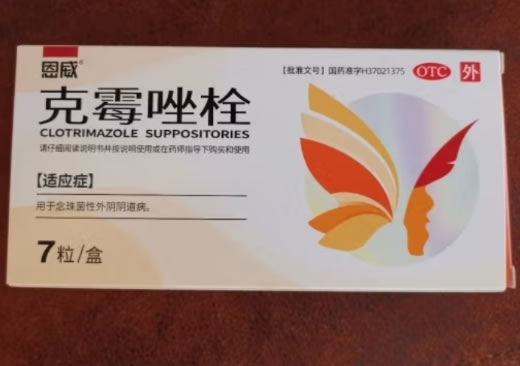 恩威®
【批准文号】国药准字H37021375
OTC
外
克霉唑栓
CLOTRIMAZOLE SUPPOSITORIES
请仔细阅读说明书并按说明使用或在药师指导下购买和使用
【适应症】
用于念珠菌性外阴阴道病。
7粒/盒